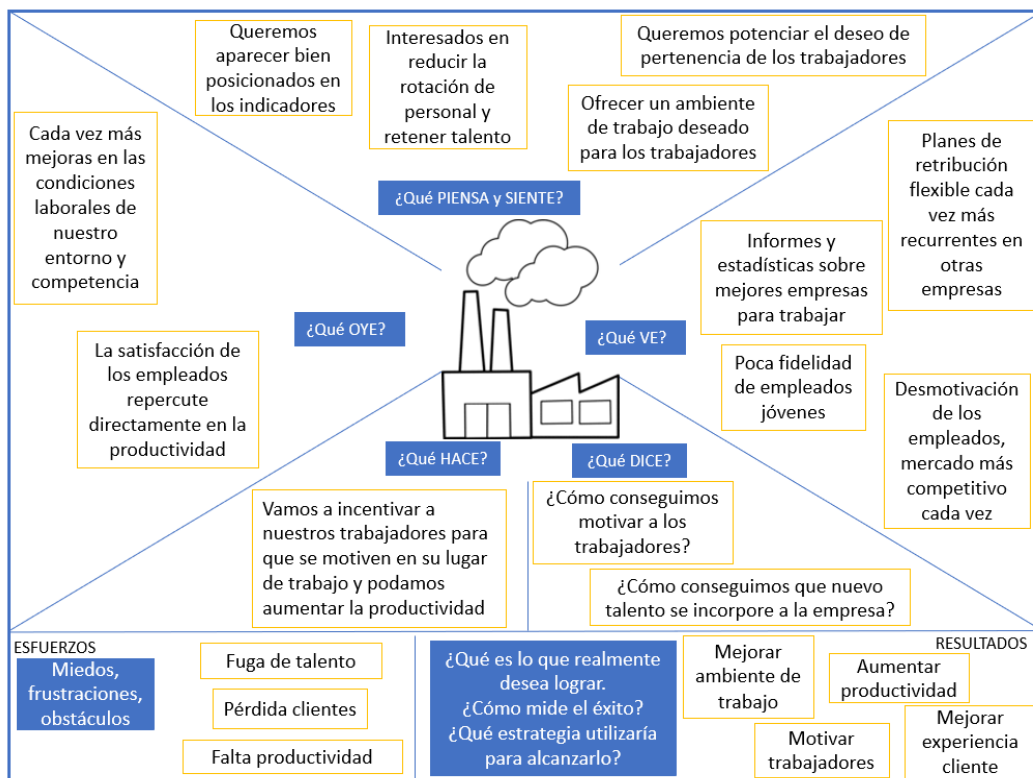 Queremos
aparecer bien
posicionados en
los indicadores
Interesados en
reducir la
rotación de
personal y
retener talento
Queremos potenciar el deseo de
pertenencia de los trabajadores
Ofrecer un ambiente
de trabajo deseado
para los trabajadores
¿Qué PIENSA y SIENTE?
Cada vez más
mejoras en las
condiciones
laborales de
nuestro
entorno y
competencia
¿Qué OYE?
La satisfacción de
los empleados
repercute
directamente en la
productividad
¿Qué VE?
Planes de
retribución
flexible cada
vez más
recurrentes en
otras
empresas
Informes y
estadísticas sobre
mejores empresas
para trabajar
Poca fidelidad
de empleados
jóvenes
Desmotivación
de los
empleados,
mercado más
competitivo
cada vez
¿Qué HACE?
Vamos a incentivar a
nuestros trabajadores para
que se motiven en su lugar
de trabajo y podamos
aumentar la productividad
¿Qué DICE?
¿Cómo conseguimos
motivar a los
trabajadores?
¿Cómo conseguimos que nuevo
talento se incorpore a la empresa?
ESFUERZOS
Miedos,
frustraciones,
obstáculos
Fuga de talento
Pérdida clientes
Falta productividad
¿Qué es lo que realmente
desea lograr.
¿Cómo mide el éxito?
¿Qué estrategia utilizaría
para alcanzarlo?
RESULTADOS
Mejorar
ambiente de
trabajo
Aumentar
productividad
Motivar
trabajadores
Mejorar
experiencia
cliente